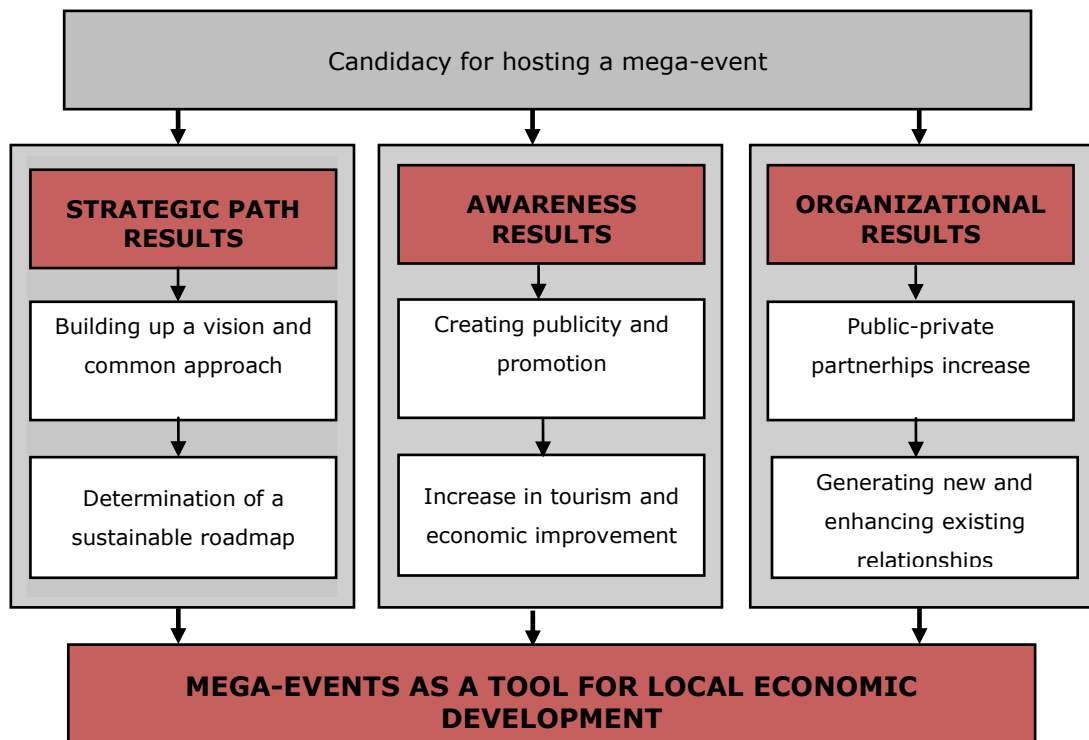 Candidacy for hosting a mega-event
STRATEGIC PATH
RESULTS
Building up a vision and
common approach
Determination of a
sustainable roadmap
AWARENESS
RESULTS
Creating publicity and
promotion
Increase in tourism and
economic improvement
ORGANIZATIONAL
RESULTS
Public-private
partnerhips increase
Generating new and
enhancing existing
relationships
MEGA-EVENTS AS A TOOL FOR LOCAL ECONOMIC
DEVELOPMENT